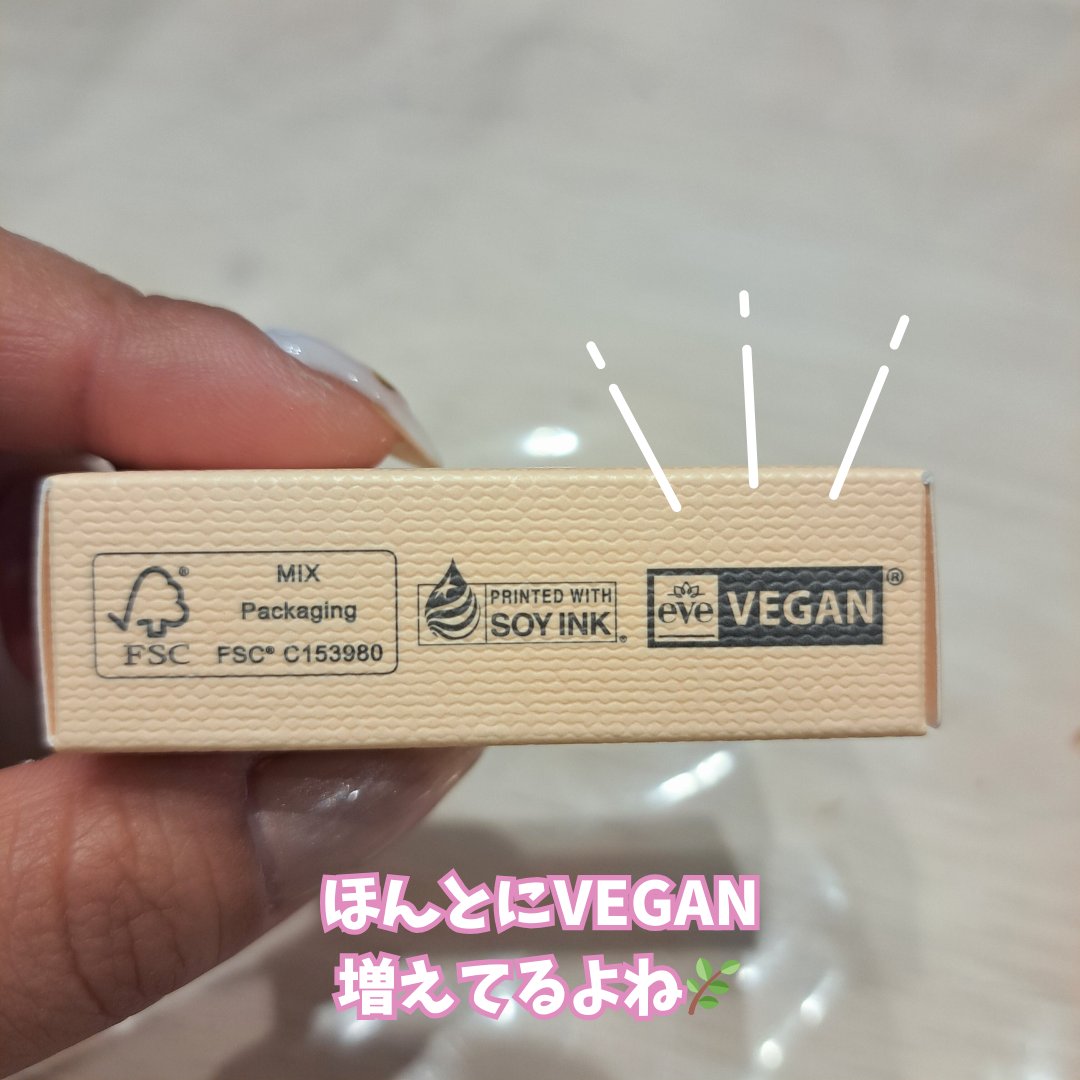 MIX
Packaging
FSC
FSC® C153980
PRINTED WITH
SOY INK
eve VEGAN®
ほんとにVEGAN
増えてるよね🌿